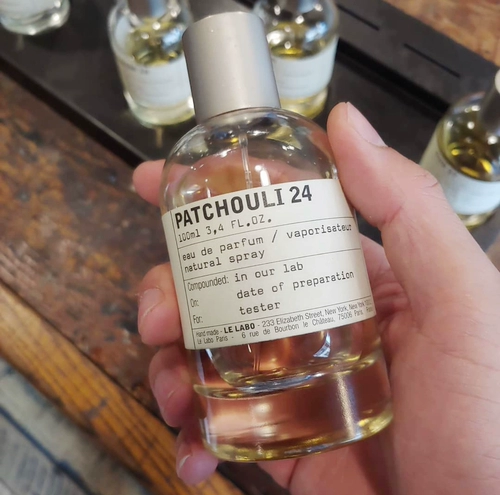 PATCHOULI 24
100ml 3,4 FL.OZ.
eau de parfum / vaporisateur
natural spray
Compounded: in our lab
On: date of preparation
For: tester
Hand made - LE LABO - 233 Elizabeth Street, New York, New York
Le Labo Paris - 6 rue de Bourbon le Château, 75006 Paris